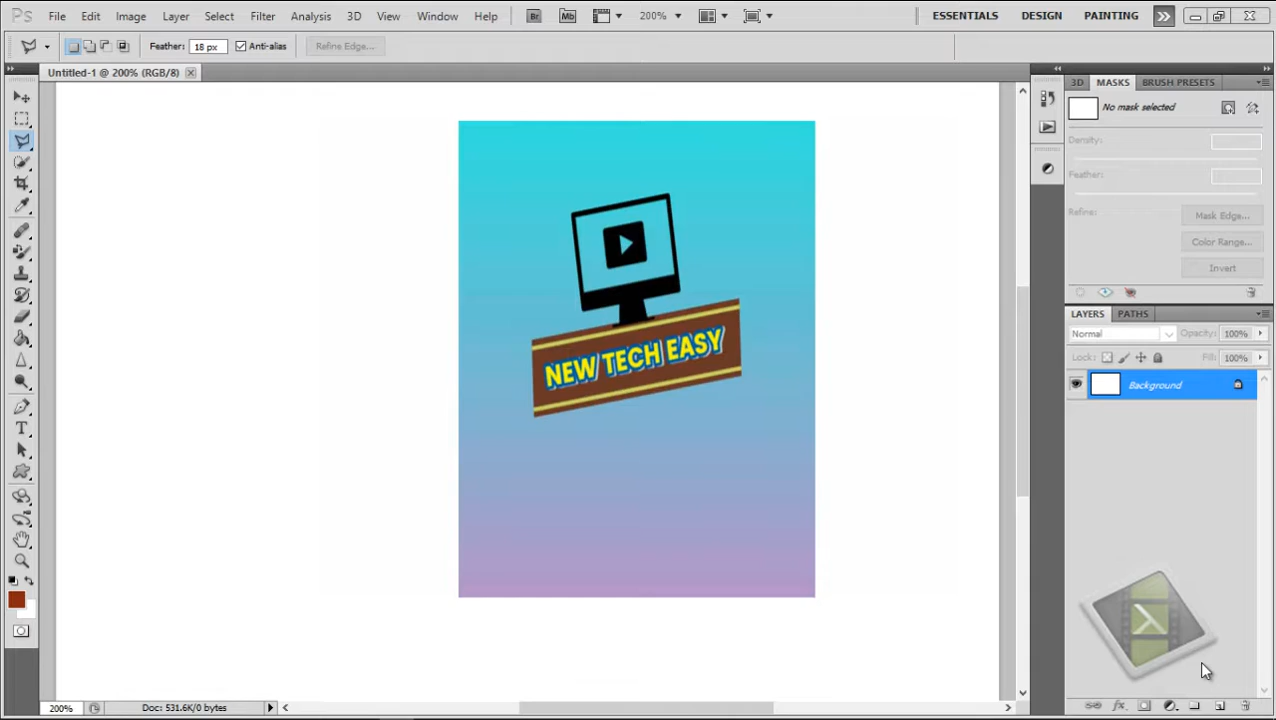 Ps File Edit Image Layer Select Filter Analysis 3D View Window Help Br Mb 200% ESSENTIALS DESIGN PAINTING
Feather: 18 px Anti-alias Refine Edge...
Untitled-1 @ 200% (RGB/8)
3D MASKS BRUSH PRESETS
No mask selected
Density:
Feather:
Refine: Mask Edge...
Color Range...
Invert
LAYERS PATHS
Normal Opacity: 100%
Lock: Fill: 100%
Background
NEW TECH EASY
T
fx
200% Doc: 531.6K/0 bytes